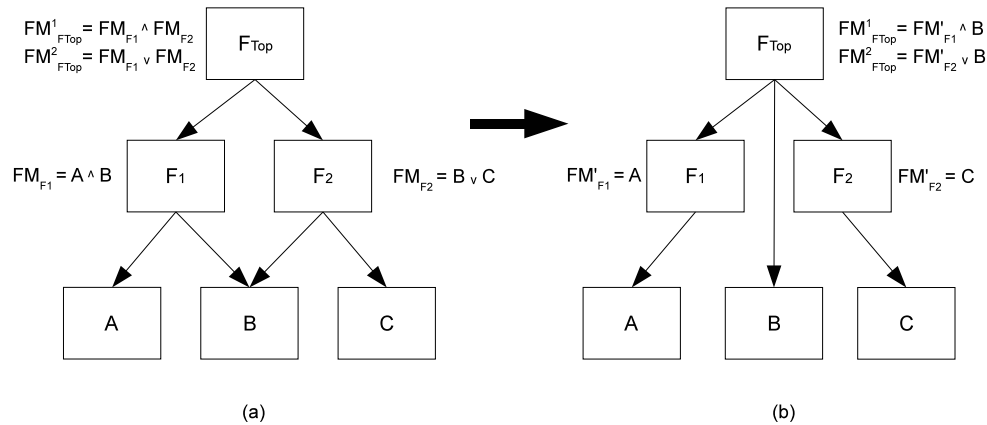 FM¹FTop = FMF1 ∧ FMF2
FM²FTop = FMF1 ∨ FMF2
FTop
FMF1 = A ∧ B
F1
F2
FMF2 = B ∨ C
A
B
C
(a)
FTop
FM¹FTop = FM'F1 ∧ B
FM²FTop = FM'F2 ∨ B
FM'F1 = A
F1
F2
FM'F2 = C
A
B
C
(b)